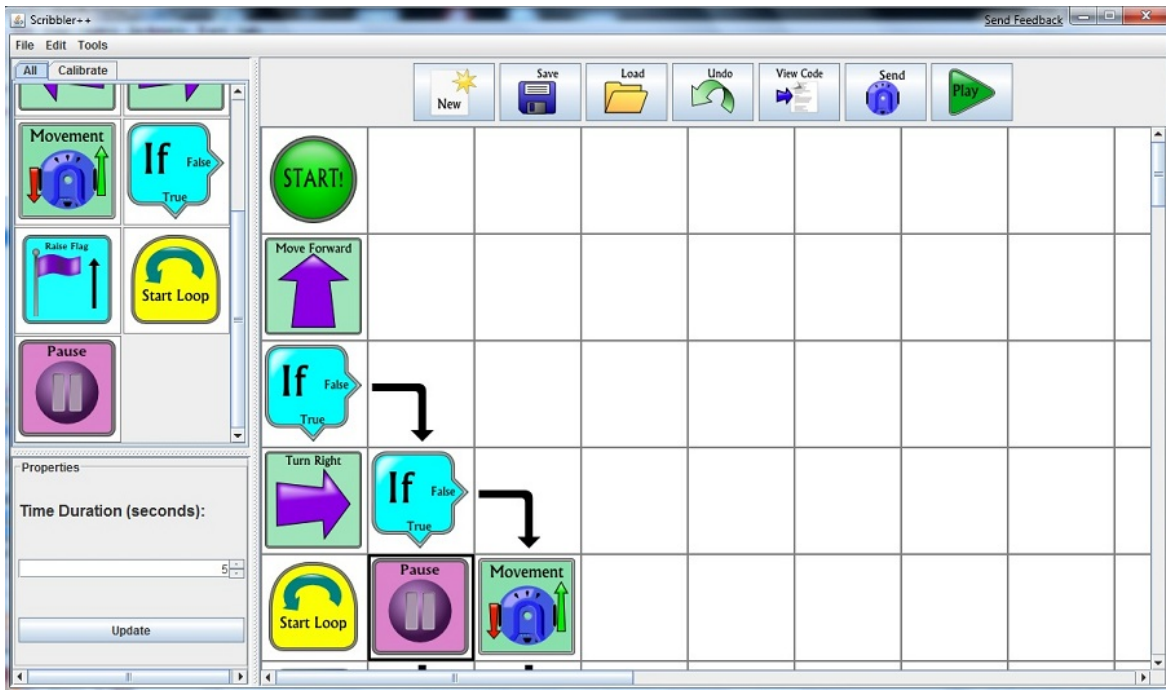 Scribbler++
Send Feedback
File Edit Tools
All Calibrate
New
Save
Load
Undo
View Code
Send
Play
Movement
If
False
True
Raise Flag
Start Loop
Pause
Properties
Time Duration (seconds):
5
Update
START!
Move Forward
If
False
True
Turn Right
If
False
True
Start Loop
Pause
Movement